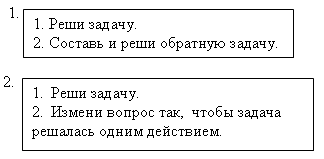 1.
1. Реши задачу.
2. Составь и реши обратную задачу.
2.
1. Реши задачу.
2. Измени вопрос так, чтобы задача
решалась одним действием.